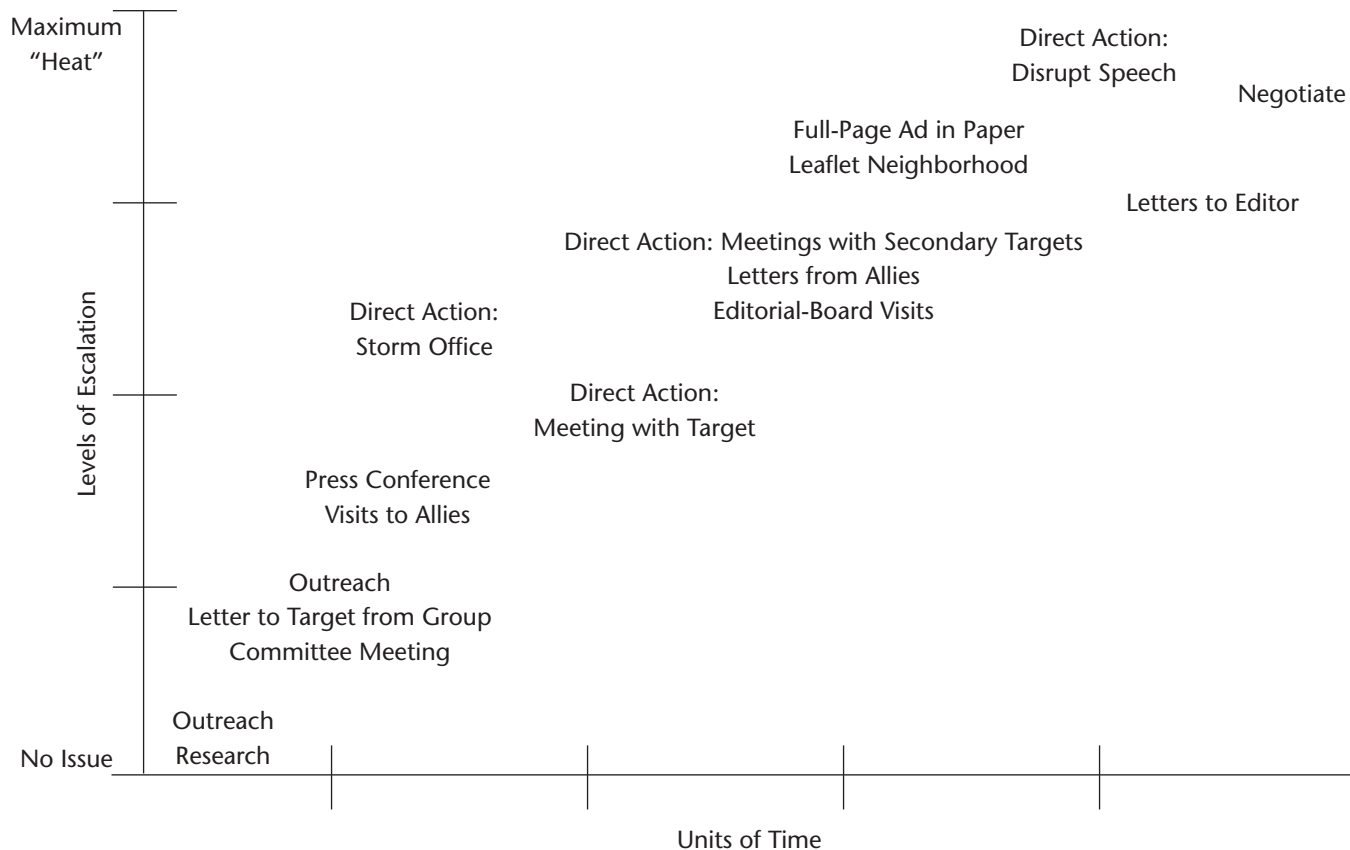 Maximum
“Heat”
Direct Action:
Disrupt Speech
Negotiate
Full-Page Ad in Paper
Leaflet Neighborhood
Letters to Editor
Direct Action: Meetings with Secondary Targets
Letters from Allies
Editorial-Board Visits
Direct Action:
Storm Office
Levels of Escalation
Direct Action:
Meeting with Target
Press Conference
Visits to Allies
Outreach
Letter to Target from Group
Committee Meeting
Outreach
Research
No Issue
Units of Time